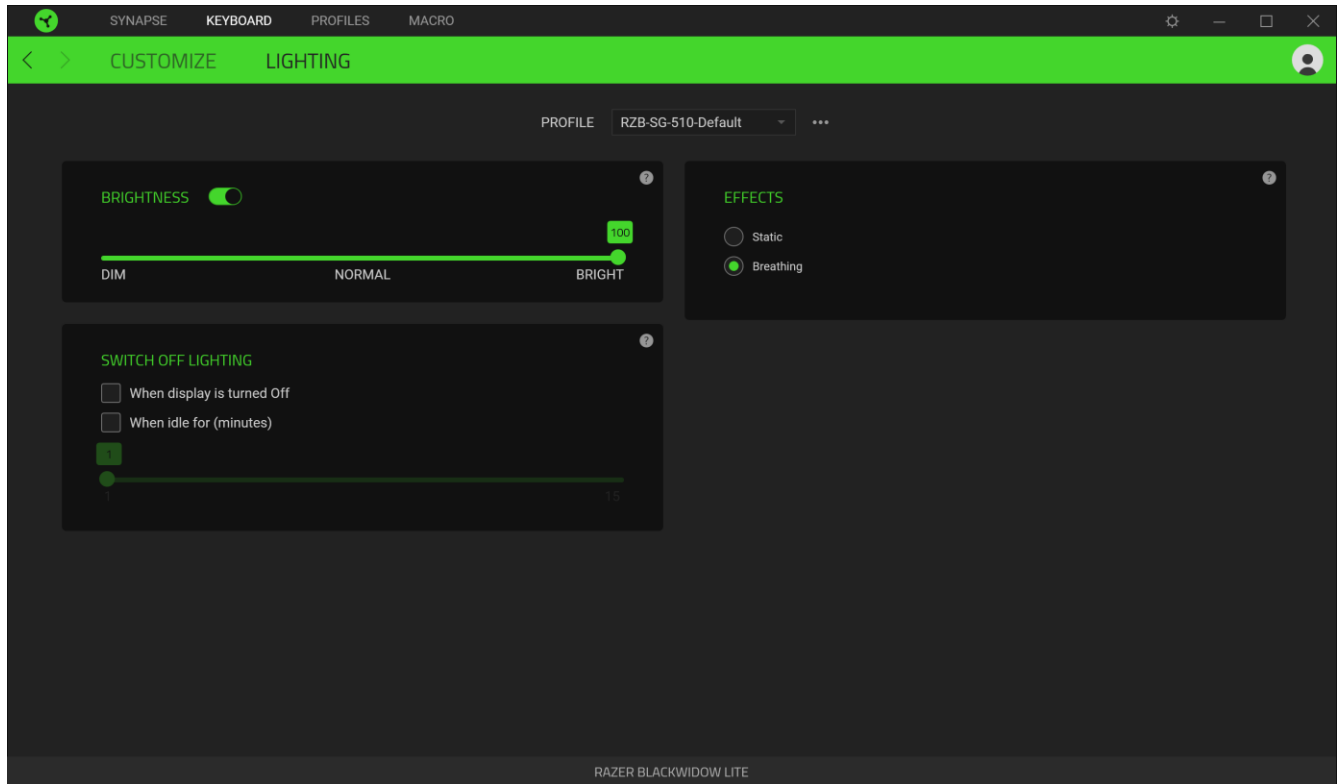 SYNAPSE KEYBOARD PROFILES MACRO
CUSTOMIZE LIGHTING
PROFILE RZB-SG-510-Default
BRIGHTNESS
100
DIM NORMAL BRIGHT
EFFECTS
Static
Breathing
SWITCH OFF LIGHTING
When display is turned Off
When idle for (minutes)
1
1 15
RAZER BLACKWIDOW LITE